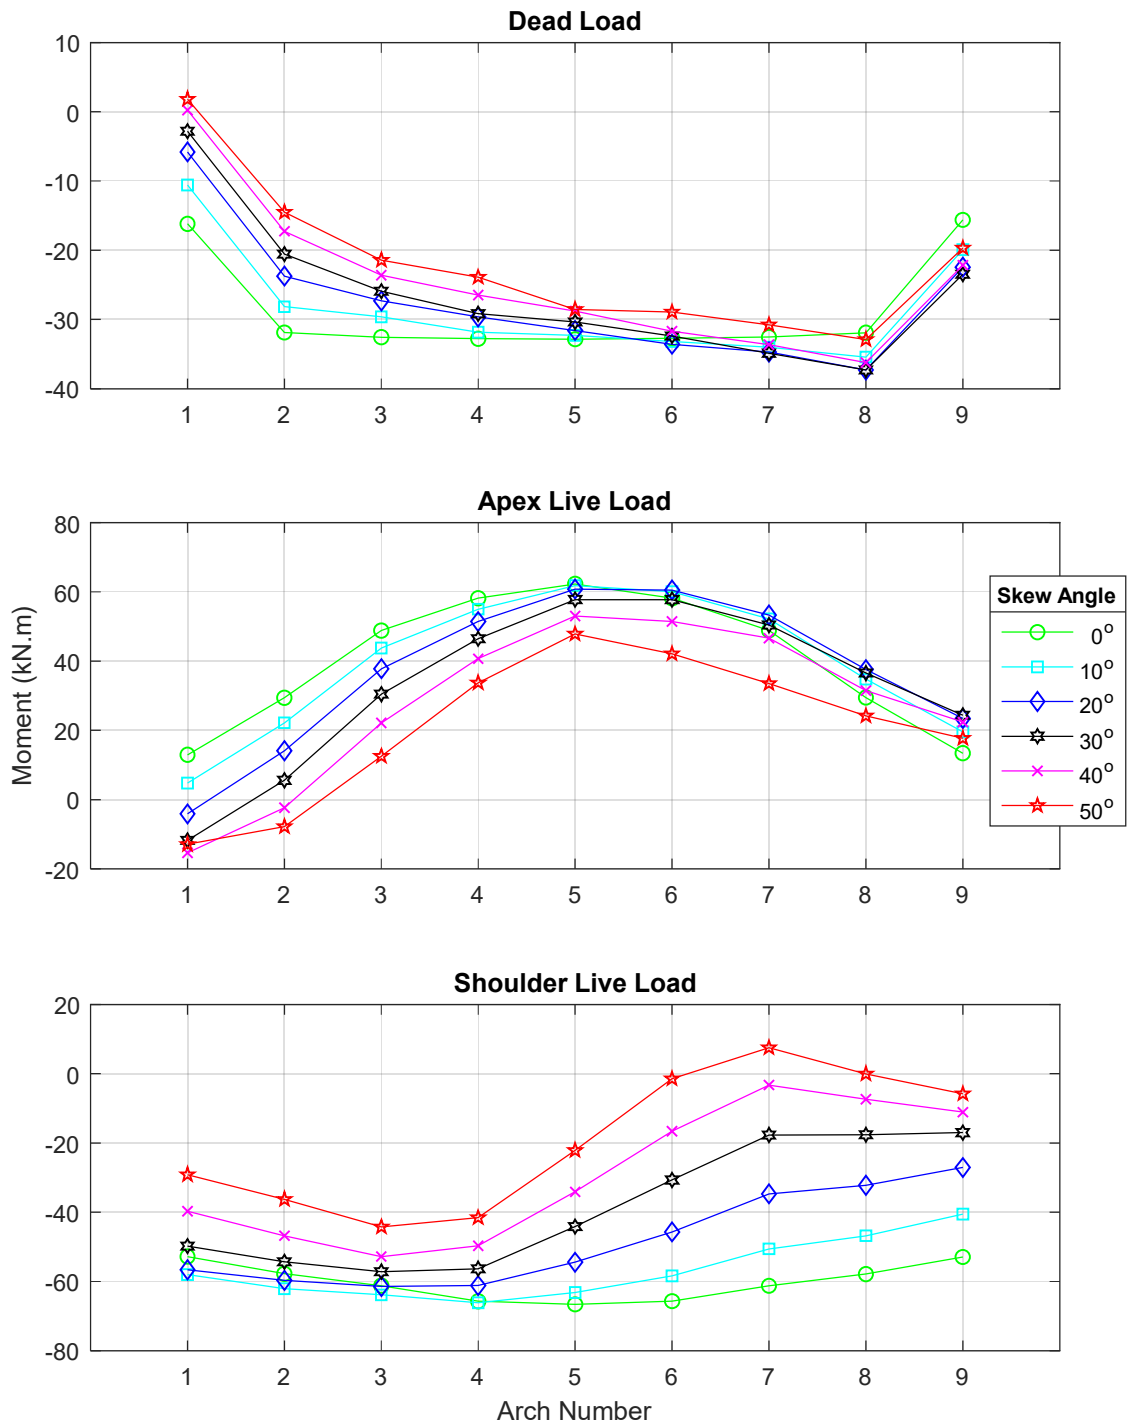 Dead Load
10
0
-10
-20
-30
-40
1 2 3 4 5 6 7 8 9
Apex Live Load
80
60
40
20
0
-20
1 2 3 4 5 6 7 8 9
Moment (kN.m)
Skew Angle
0°
10°
20°
30°
40°
50°
Shoulder Live Load
20
0
-20
-40
-60
-80
1 2 3 4 5 6 7 8 9
Arch Number